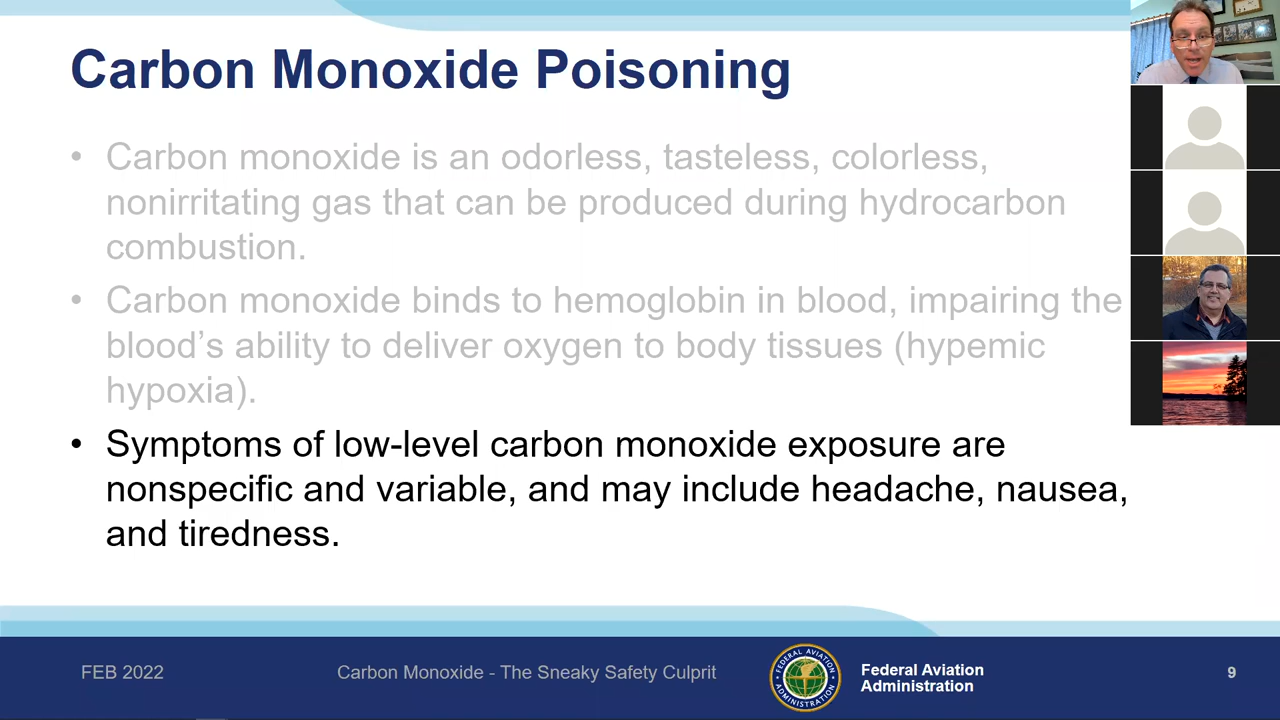 Carbon Monoxide Poisoning
• Carbon monoxide is an odorless, tasteless, colorless,
nonirritating gas that can be produced during hydrocarbon
combustion.
• Carbon monoxide binds to hemoglobin in blood, impairing the
blood’s ability to deliver oxygen to body tissues (hypemic
hypoxia).
• Symptoms of low-level carbon monoxide exposure are
nonspecific and variable, and may include headache, nausea,
and tiredness.
FEB 2022
Carbon Monoxide - The Sneaky Safety Culprit
FEDERAL AVIATION
ADMINISTRATION
Federal Aviation
Administration
9